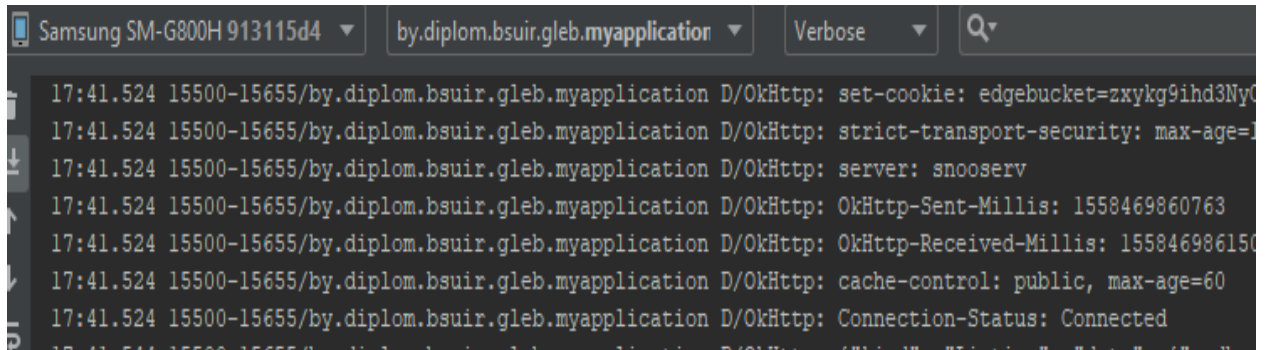 Samsung SM-G800H 913115d4 by.diplom.bsuir.gleb.myapplication Verbose
17:41.524 15500-15655/by.diplom.bsuir.gleb.myapplication D/OkHttp: set-cookie:
17:41.524 15500-15655/by.diplom.bsuir.gleb.myapplication D/OkHttp: strict-transport-security:
17:41.524 15500-15655/by.diplom.bsuir.gleb.myapplication D/OkHttp: server: snooserv
17:41.524 15500-15655/by.diplom.bsuir.gleb.myapplication D/OkHttp: OkHttp-Sent-Millis: 1558469860763
17:41.524 15500-15655/by.diplom.bsuir.gleb.myapplication D/OkHttp: OkHttp-Received-Millis:
17:41.524 15500-15655/by.diplom.bsuir.gleb.myapplication D/OkHttp: cache-control: public, max-age=60
17:41.524 15500-15655/by.diplom.bsuir.gleb.myapplication D/OkHttp: Connection-Status: Connected